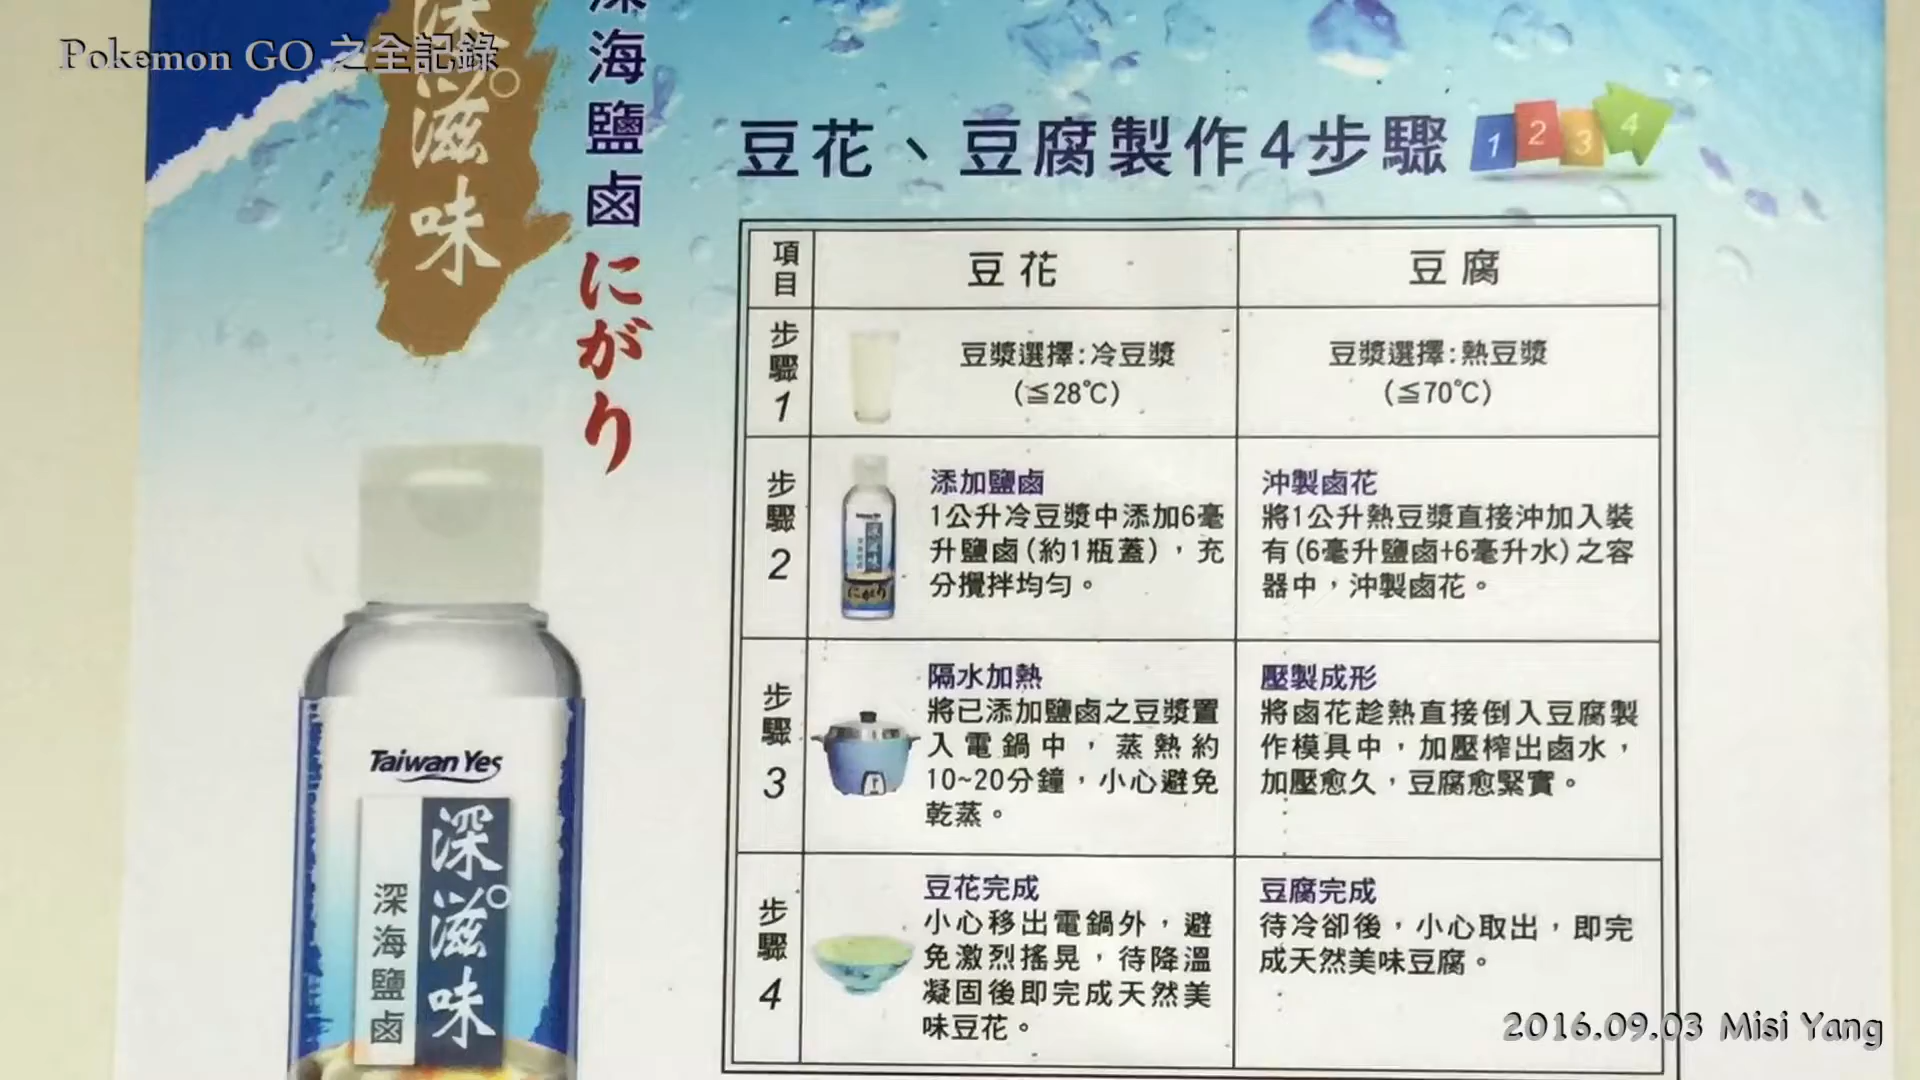 Pokemon GO 之全記錄
深滋味
深海鹽鹵にがり
豆花、豆腐製作4步驟
1 2 3 4
項目
豆花
豆腐
步驟1
豆漿選擇:冷豆漿
(≦28℃)
豆漿選擇:熱豆漿
(≦70℃)
步驟2
添加鹽鹵
1公升冷豆漿中添加6毫
升鹽鹵(約1瓶蓋)，充
分攪拌均勻。
沖製鹵花
將1公升熱豆漿直接沖加入裝
有(6毫升鹽鹵+6毫升水)之容
器中，沖製鹵花。
步驟3
隔水加熱
將已添加鹽鹵之豆漿置
入電鍋中，蒸熱約
10~20分鐘，小心避免
乾蒸。
壓製成形
將鹵花趁熱直接倒入豆腐製
作模具中，加壓榨出鹵水，
加壓愈久，豆腐愈緊實。
步驟4
豆花完成
小心移出電鍋外，避
免激烈搖晃，待降溫
凝固後即完成天然美
味豆花。
豆腐完成
待冷卻後，小心取出，即完
成天然美味豆腐。
Taiwan Yes
深滋味
深海鹽鹵
深滋味
にがり
2016.09.03 Misi Yang